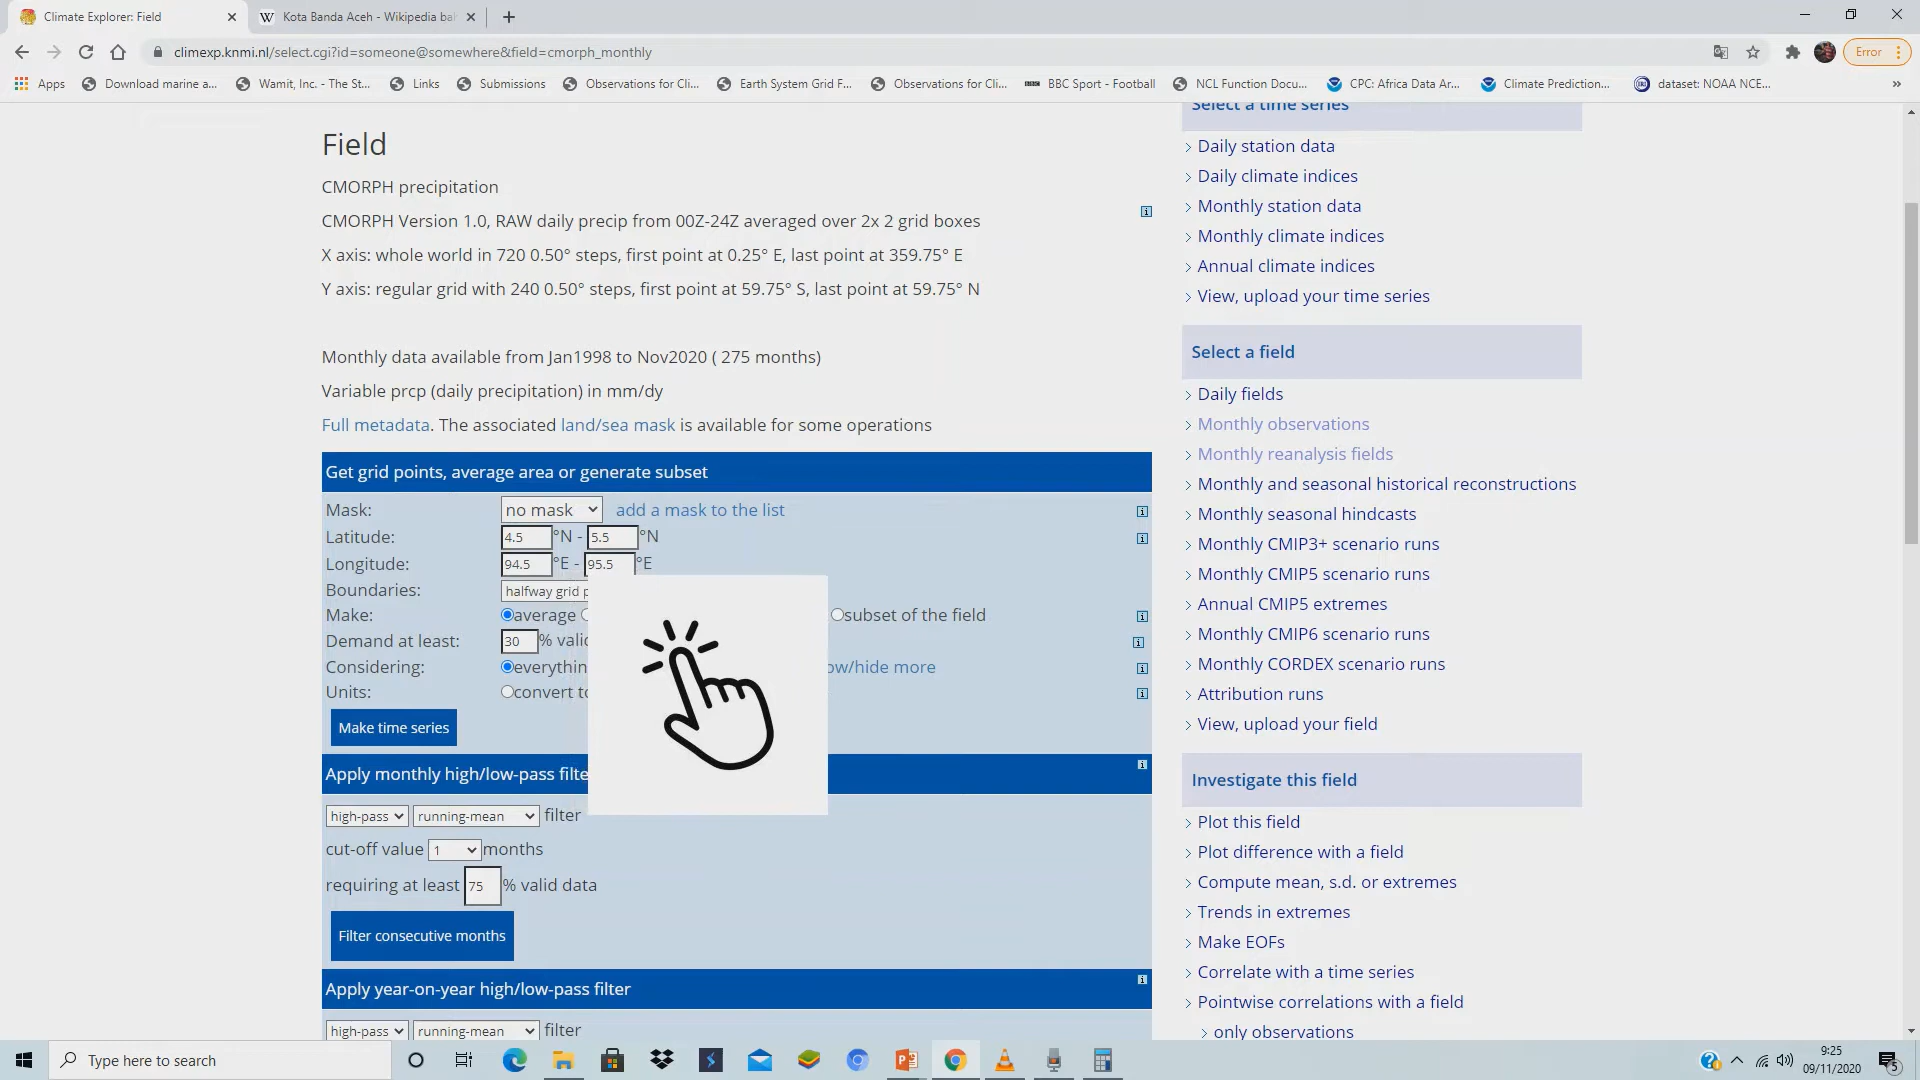 Climate Explorer: Field
Kota Banda Aceh - Wikipedia bah
climexp.knmi.nl/select.cgi?id=someone@somewhere&field=cmorph_monthly
Error
Apps
Download marine a...
Wamit, Inc. - The St...
Links
Submissions
Observations for Cli...
Earth System Grid F...
Observations for Cli...
BBC Sport - Football
NCL Function Docu...
CPC: Africa Data Ar...
Climate Prediction...
dataset: NOAA NCE...
Field
CMORPH precipitation
CMORPH Version 1.0, RAW daily precip from 00Z-24Z averaged over 2x 2 grid boxes
X axis: whole world in 720 0.50° steps, first point at 0.25° E, last point at 359.75° E
Y axis: regular grid with 240 0.50° steps, first point at 59.75° S, last point at 59.75° N
Monthly data available from Jan1998 to Nov2020 ( 275 months)
Variable prcp (daily precipitation) in mm/dy
Full metadata. The associated land/sea mask is available for some operations
Get grid points, average area or generate subset
Mask: no mask add a mask to the list
Latitude: 4.5 °N - 5.5 °N
Longitude: 94.5 °E - 95.5 °E
Boundaries: halfway grid p
Make: average subset of the field
Demand at least: 30 % valid
Considering: everythin ow/hide more
Units: convert to
Make time series
Apply monthly high/low-pass filte
high-pass running-mean filter
cut-off value 1 months
requiring at least 75 % valid data
Filter consecutive months
Apply year-on-year high/low-pass filter
high-pass running-mean filter
Select a time series
Daily station data
Daily climate indices
Monthly station data
Monthly climate indices
Annual climate indices
View, upload your time series
Select a field
Daily fields
Monthly observations
Monthly reanalysis fields
Monthly and seasonal historical reconstructions
Monthly seasonal hindcasts
Monthly CMIP3+ scenario runs
Monthly CMIP5 scenario runs
Annual CMIP5 extremes
Monthly CMIP6 scenario runs
Monthly CORDEX scenario runs
Attribution runs
View, upload your field
Investigate this field
Plot this field
Plot difference with a field
Compute mean, s.d. or extremes
Trends in extremes
Make EOFs
Correlate with a time series
Pointwise correlations with a field
only observations
Type here to search
9:25
09/11/2020
5